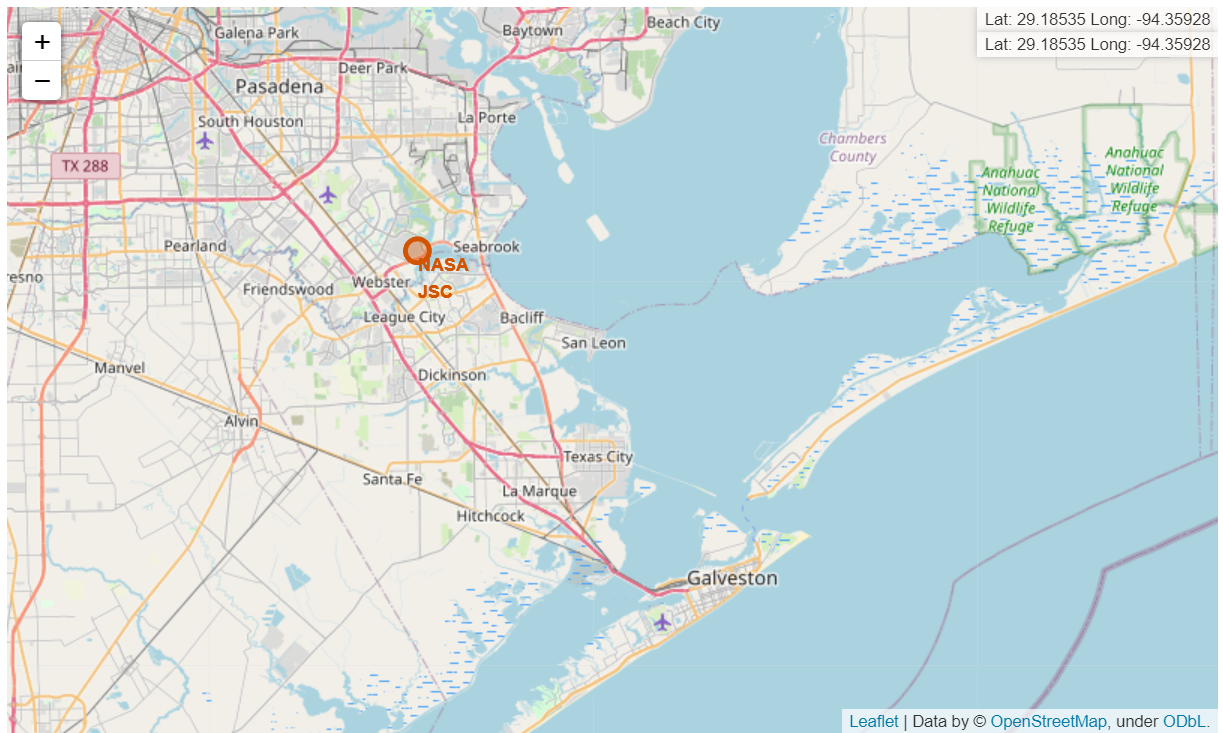 +
−
Lat: 29.18535 Long: -94.35928
Lat: 29.18535 Long: -94.35928
Galena Park
Baytown
Beach City
Deer Park
Pasadena
La Porte
South Houston
TX 288
Chambers
County
Anahuac
National
Wildlife
Refuge
Anahuac
National
Wildlife
Refuge
Pearland
Seabrook
NASA
JSC
Friendswood
Webster
League City
Bacliff
San Leon
Manvel
Dickinson
Alvin
Texas City
Santa Fe
La Marque
Hitchcock
Galveston
Leaflet | Data by © OpenStreetMap, under ODbL.